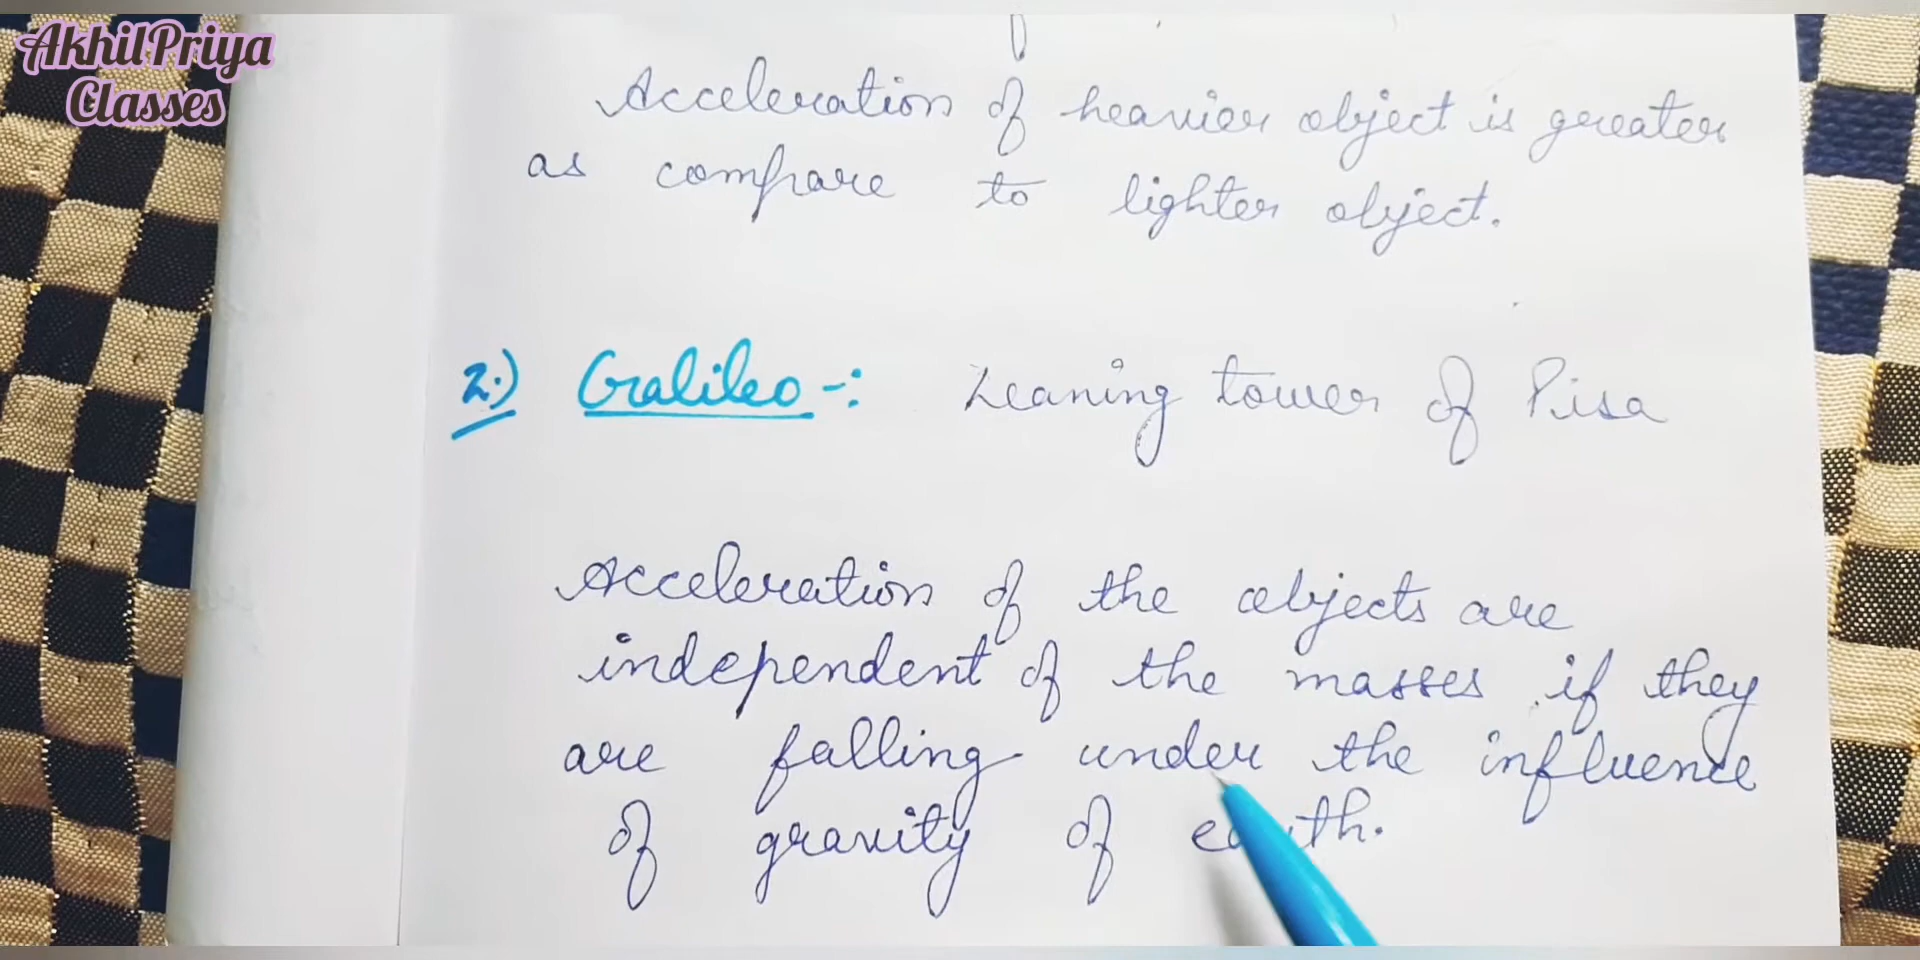 AkhilPriya
Classes
Acceleration of heavier object is greater
as compare to lighter object.
2.) Galileo -: Leaning tower of Pisa
Acceleration of the objects are
independent of the masses if they
are falling under the influence
of gravity of earth.